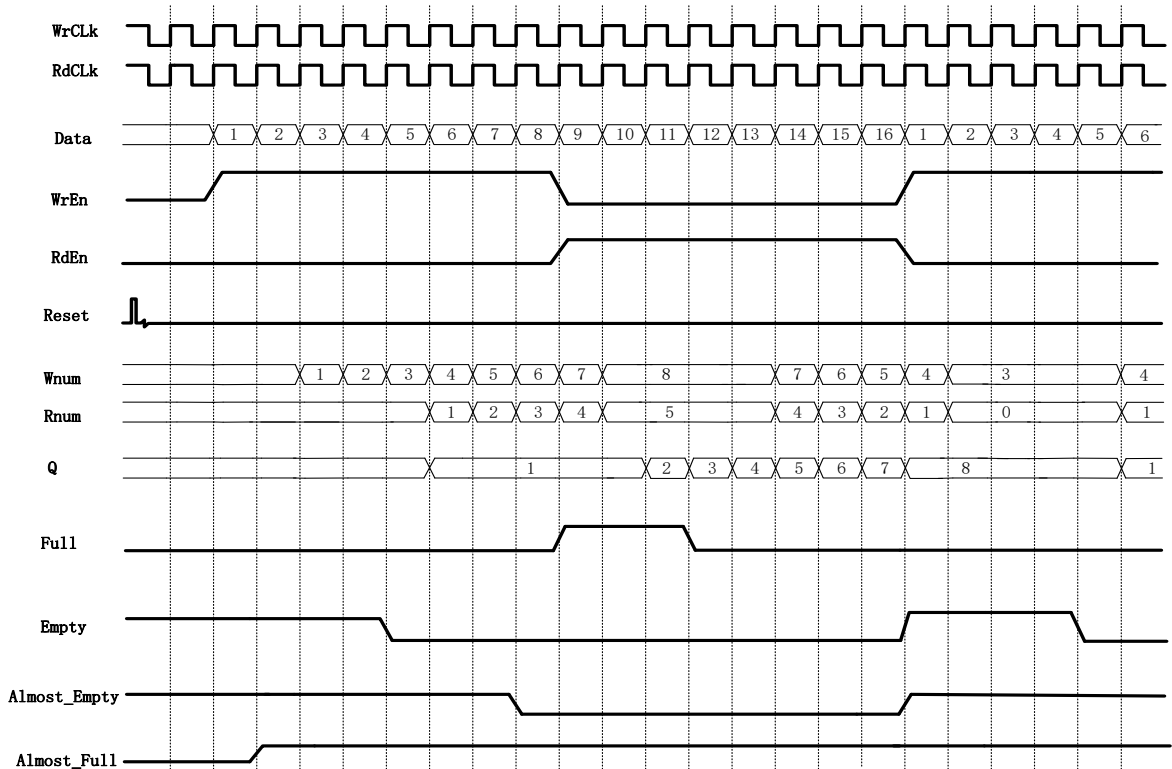 WrCLk
RdCLk
Data 1 2 3 4 5 6 7 8 9 10 11 12 13 14 15 16 1 2 3 4 5 6
WrEn
RdEn
Reset
Wnum 1 2 3 4 5 6 7 8 7 6 5 4 3 4
Rnum 1 2 3 4 5 4 3 2 1 0 1
Q 1 2 3 4 5 6 7 8 1
Full
Empty
Almost_Empty
Almost_Full